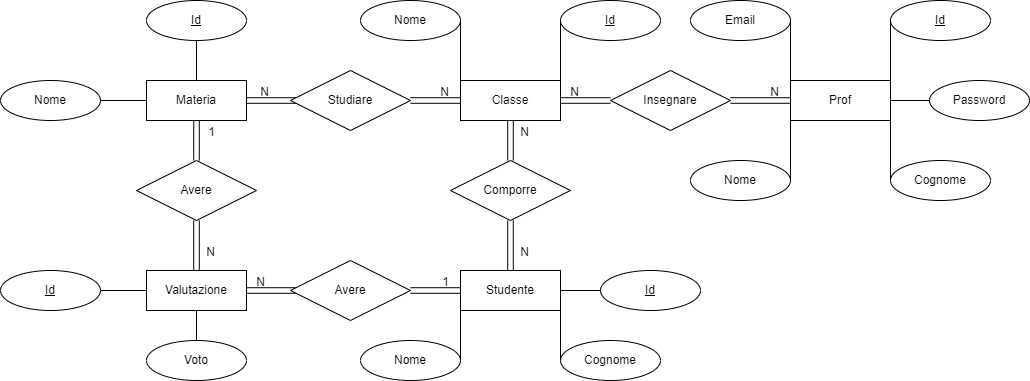 Id
Nome
Id
Email
Id
Nome
Materia
N
Studiare
N
Classe
N
Insegnare
N
Prof
Password
1
N
Avere
Comporre
Nome
Cognome
N
N
Id
Valutazione
N
Avere
1
Studente
Id
Voto
Nome
Cognome